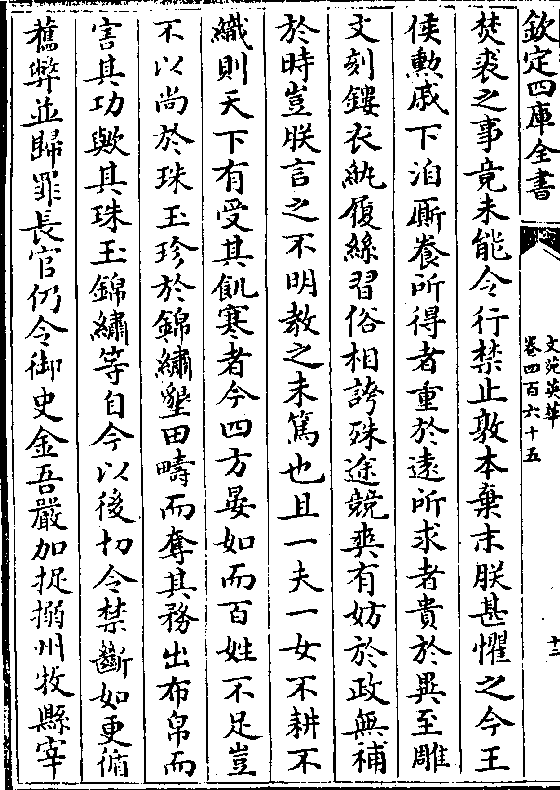 欽定四庫全書
文苑英華
卷四百六十五
十三
焚裘之事竟未能令行禁止敦本棄末朕甚懼之今王
侯勲戚下洎厮養所得者重於逺所求者貴於異至雕
文刻鏤衣紈履絲習俗相誇殊途競爽有妨於政無補
於時豈朕言之不明教之未篤也且一夫一女不耕不
織則天下有受其飢寒者今四方晏如而百姓不足豈
不以尚於珠玉珍於錦繡墾田疇而奪其務出布帛而
害其功歟其珠玉錦繡等自今以後切令禁斷如更循
舊弊並歸罪長官仍令御史金吾嚴加捉搦州牧縣宰